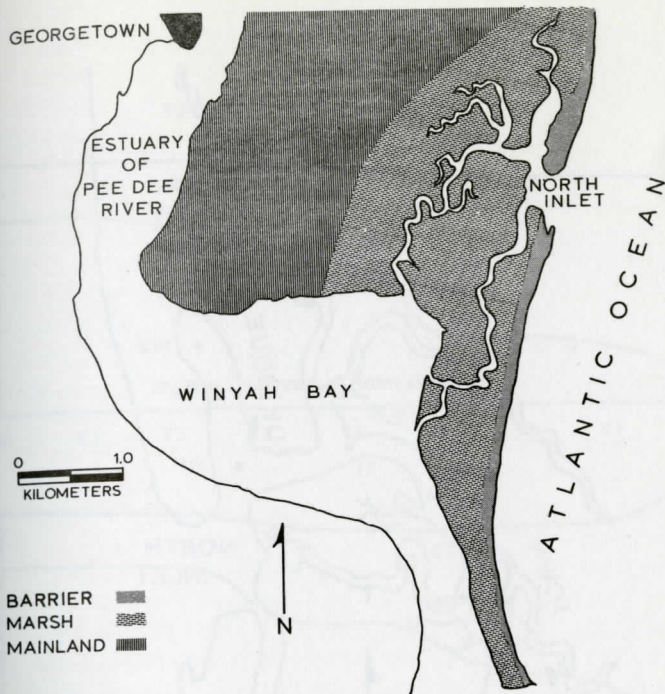 GEORGETOWN
ESTUARY
OF
PEE DEE
RIVER
NORTH
INLET
ATLANTIC OCEAN
WINYAH BAY
0 1.0
KILOMETERS
N
BARRIER
MARSH
MAINLAND